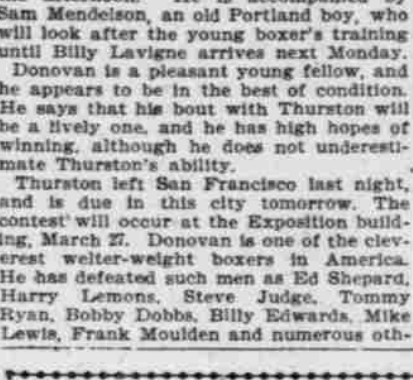 accompanied by
Sam Mendelson, an old Portland boy, who
will look after the young boxer's training
until Billy Lavigne arrives next Monday.
Donovan is a pleasant young fellow, and
he appears to be in the best of condition.
He says that his bout with Thurston will
be a lively one, and he has high hopes of
winning, although he does not underesti-
mate Thurston's ability.
Thurston left San Francisco last night,
and is due in this city tomorrow. The
contest will occur at the Exposition build-
ing, March 27. Donovan is one of the clev-
erest welter-weight boxers in America.
He has defeated such men as Ed Shepard,
Harry Lemons, Steve Judge, Tommy
Ryan, Bobby Dobbs, Billy Edwards, Mike
Lewis, Frank Moulden and numerous oth-